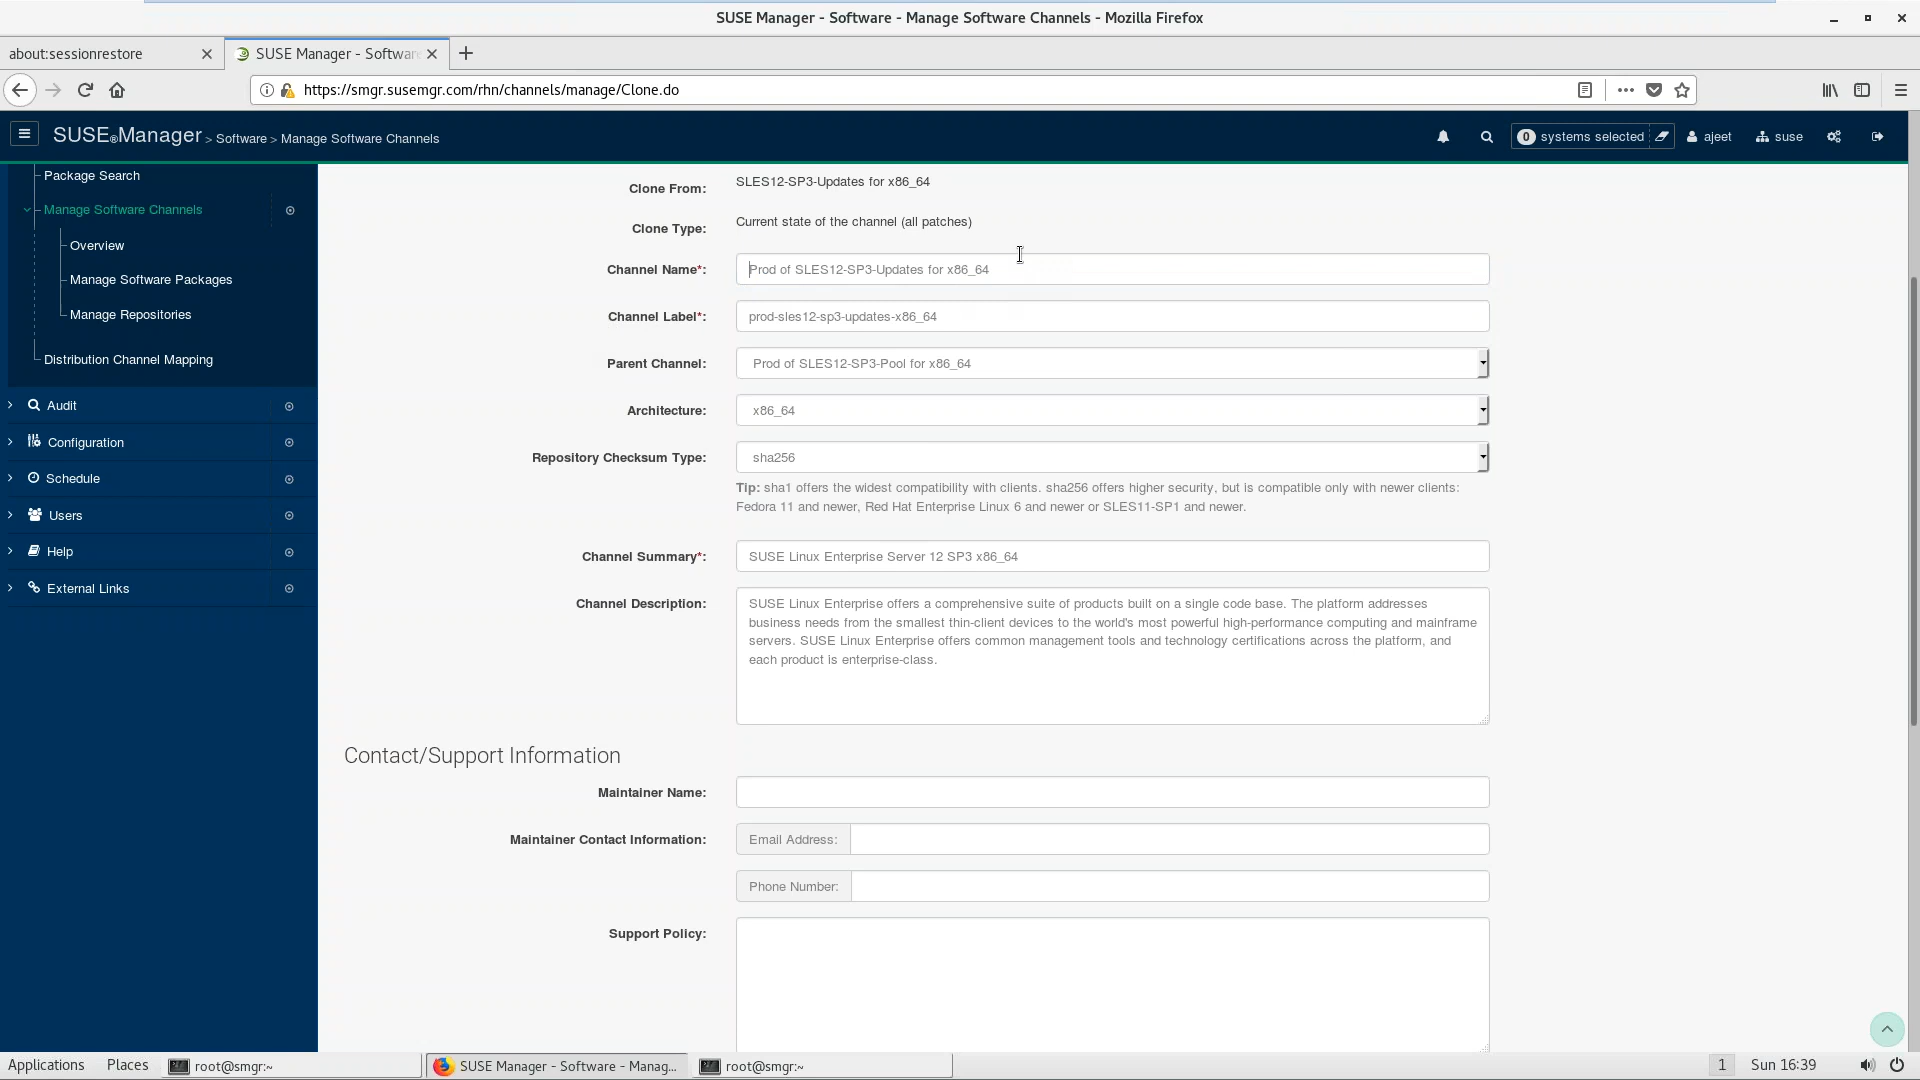 SUSE Manager - Software - Manage Software Channels - Mozilla Firefox
about:sessionrestore
SUSE Manager - Software
https://smgr.susemgr.com/rhn/channels/manage/Clone.do
SUSE®Manager > Software > Manage Software Channels
0 systems selected
ajeet
suse
Package Search
Manage Software Channels
Overview
Manage Software Packages
Manage Repositories
Distribution Channel Mapping
Audit
Configuration
Schedule
Users
Help
External Links
Clone From: SLES12-SP3-Updates for x86_64
Clone Type: Current state of the channel (all patches)
Channel Name*: Prod of SLES12-SP3-Updates for x86_64
Channel Label*: prod-sles12-sp3-updates-x86_64
Parent Channel: Prod of SLES12-SP3-Pool for x86_64
Architecture: x86_64
Repository Checksum Type: sha256
Tip: sha1 offers the widest compatibility with clients. sha256 offers higher security, but is compatible only with newer clients:
Fedora 11 and newer, Red Hat Enterprise Linux 6 and newer or SLES11-SP1 and newer.
Channel Summary*: SUSE Linux Enterprise Server 12 SP3 x86_64
Channel Description: SUSE Linux Enterprise offers a comprehensive suite of products built on a single code base. The platform addresses
business needs from the smallest thin-client devices to the world's most powerful high-performance computing and mainframe
servers. SUSE Linux Enterprise offers common management tools and technology certifications across the platform, and
each product is enterprise-class.
Contact/Support Information
Maintainer Name:
Maintainer Contact Information: Email Address:
Phone Number:
Support Policy:
Applications
Places
root@smgr:~
SUSE Manager - Software - Manag...
root@smgr:~
1
Sun 16:39